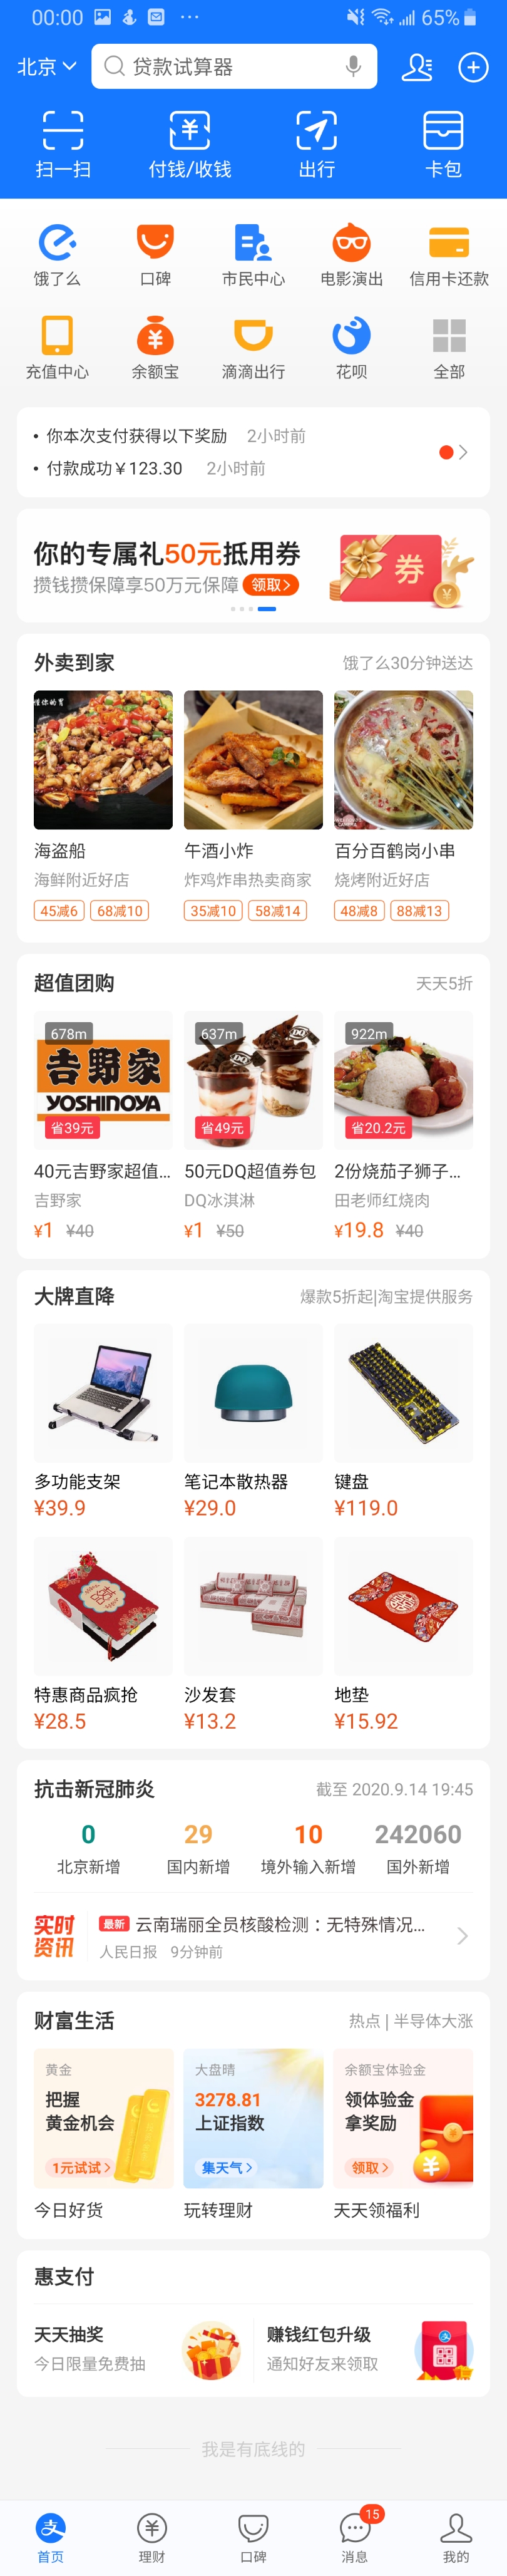 00:00
65%
北京
贷款试算器
扫一扫 付钱/收钱 出行 卡包
饿了么 口碑 市民中心 电影演出 信用卡还款
充值中心 余额宝 滴滴出行 花呗 全部
• 你本次支付获得以下奖励 2小时前
• 付款成功￥123.30 2小时前
你的专属礼50元抵用券
攒钱攒保障享50万元保障 领取>
券
外卖到家 饿了么30分钟送达
海盗船 午酒小炸 百分百鹤岗小串
海鲜附近好店 炸鸡炸串热卖商家 烧烤附近好店
45减6 68减10 35减10 58减14 48减8 88减13
超值团购 天天5折
678m 637m 922m
吉野家
YOSHINOYA
DQ
省39元 省49元 省20.2元
40元吉野家超值... 50元DQ超值券包 2份烧茄子狮子...
吉野家 DQ冰淇淋 田老师红烧肉
¥1 ¥40 ¥1 ¥50 ¥19.8 ¥40
大牌直降 爆款5折起|淘宝提供服务
多功能支架 笔记本散热器 键盘
¥39.9 ¥29.0 ¥119.0
特惠商品疯抢 沙发套 地垫
¥28.5 ¥13.2 ¥15.92
抗击新冠肺炎 截至 2020.9.14 19:45
0 29 10 242060
北京新增 国内新增 境外输入新增 国外新增
实时资讯
最新 云南瑞丽全员核酸检测：无特殊情况...
人民日报 9分钟前
财富生活 热点 | 半导体大涨
黄金 大盘晴 余额宝体验金
把握 3278.81 领体验金
黄金机会 上证指数 拿奖励
1元试试> 集天气> 领取>
今日好货 玩转理财 天天领福利
惠支付
天天抽奖 赚钱红包升级
今日限量免费抽 通知好友来领取
我是有底线的
15
首页 理财 口碑 消息 我的